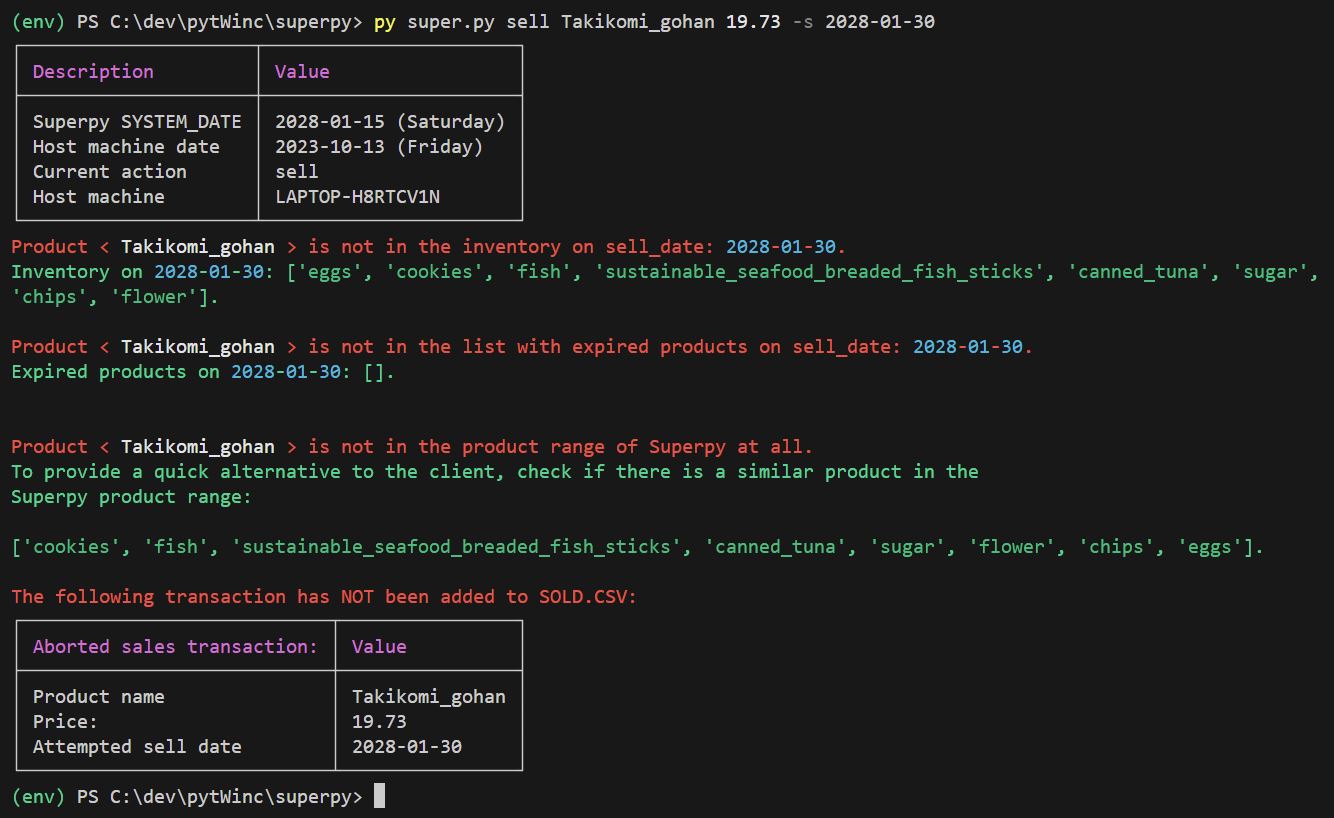 (env) PS C:\dev\pytWinc\superpy> py super.py sell Takikomi_gohan 19.73 -s 2028-01-30
Description Value
Superpy SYSTEM_DATE 2028-01-15 (Saturday)
Host machine date 2023-10-13 (Friday)
Current action sell
Host machine LAPTOP-H8RTCV1N
Product < Takikomi_gohan > is not in the inventory on sell_date: 2028-01-30.
Inventory on 2028-01-30: ['eggs', 'cookies', 'fish', 'sustainable_seafood_breaded_fish_sticks', 'canned_tuna', 'sugar',
'chips', 'flower'].
Product < Takikomi_gohan > is not in the list with expired products on sell_date: 2028-01-30.
Expired products on 2028-01-30: [].
Product < Takikomi_gohan > is not in the product range of Superpy at all.
To provide a quick alternative to the client, check if there is a similar product in the
Superpy product range:
['cookies', 'fish', 'sustainable_seafood_breaded_fish_sticks', 'canned_tuna', 'sugar', 'flower', 'chips', 'eggs'].
The following transaction has NOT been added to SOLD.CSV:
Aborted sales transaction: Value
Product name Takikomi_gohan
Price: 19.73
Attempted sell date 2028-01-30
(env) PS C:\dev\pytWinc\superpy>